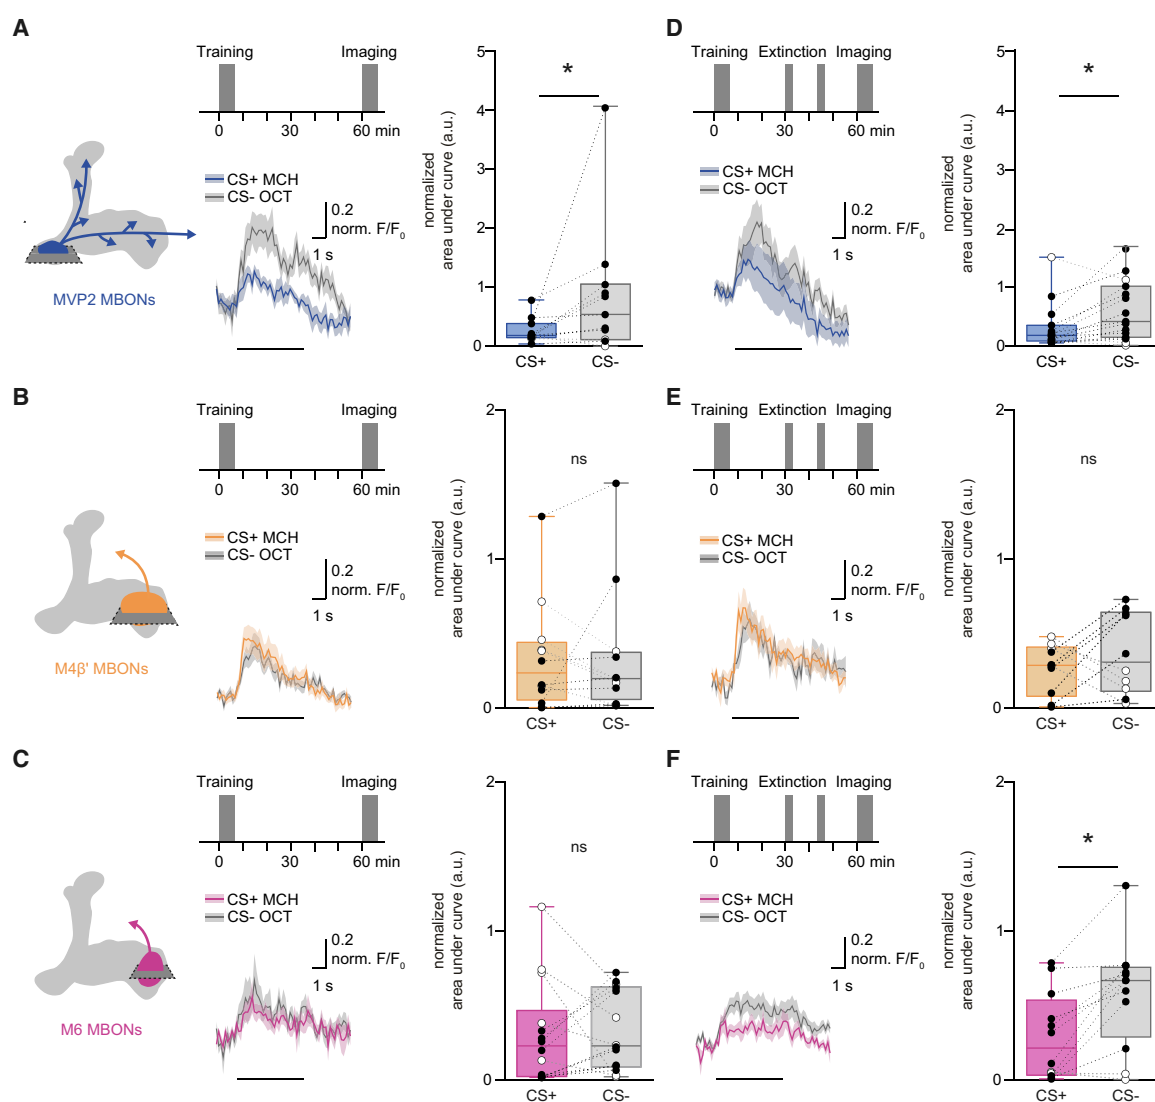 A
Training
Imaging
0
30
60 min
CS+ MCH
CS- OCT
0.2
norm. F/F0
1 s
MVP2 MBONs
normalized
area under curve (a.u.)
5
4
3
2
1
0
*
CS+
CS-
D
Training
Extinction
Imaging
0
30
60 min
CS+ MCH
CS- OCT
0.2
norm. F/F0
1 s
normalized
area under curve (a.u.)
5
4
3
2
1
0
*
CS+
CS-
B
Training
Imaging
0
30
60 min
CS+ MCH
CS- OCT
0.2
norm. F/F0
1 s
M4β' MBONs
normalized
area under curve (a.u.)
2
1
0
ns
CS+
CS-
E
Training
Extinction
Imaging
0
30
60 min
CS+ MCH
CS- OCT
0.2
norm. F/F0
1 s
normalized
area under curve (a.u.)
2
1
0
ns
CS+
CS-
C
Training
Imaging
0
30
60 min
CS+ MCH
CS- OCT
0.2
norm. F/F0
1 s
M6 MBONs
normalized
area under curve (a.u.)
2
1
0
ns
CS+
CS-
F
Training
Extinction
Imaging
0
30
60 min
CS+ MCH
CS- OCT
0.2
norm. F/F0
1 s
normalized
area under curve (a.u.)
2
1
0
*
CS+
CS-